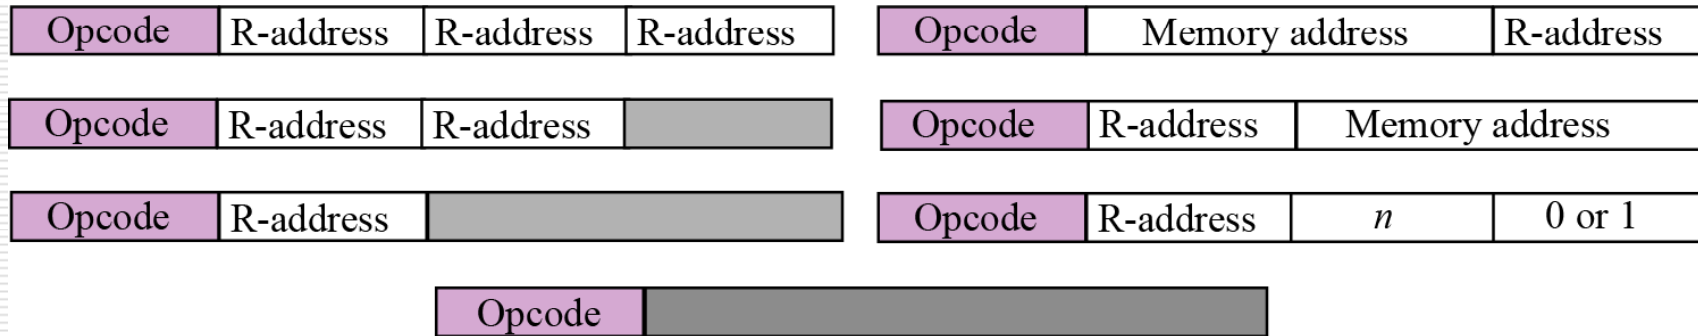 Opcode R-address R-address R-address Opcode Memory address R-address
Opcode R-address R-address Opcode R-address Memory address
Opcode R-address Opcode R-address n 0 or 1
Opcode